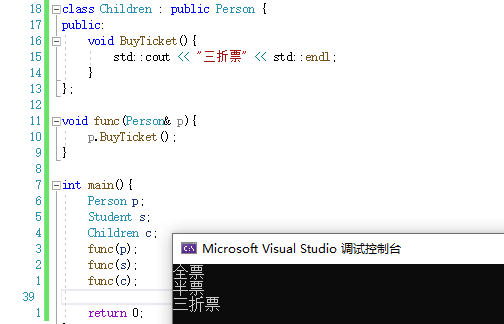 18 class Children : public Person {
17 public:
16 void BuyTicket(){
15 std::cout << "三折票" << std::endl;
14 }
13 };
12
11 void func(Person& p){
10 p.BuyTicket();
9 }
8
7 int main(){
6 Person p;
5 Student s;
4 Children c;
3 func(p);
2 func(s);
1 func(c);
39
1 return 0;
Microsoft Visual Studio 调试控制台
全票
半票
三折票